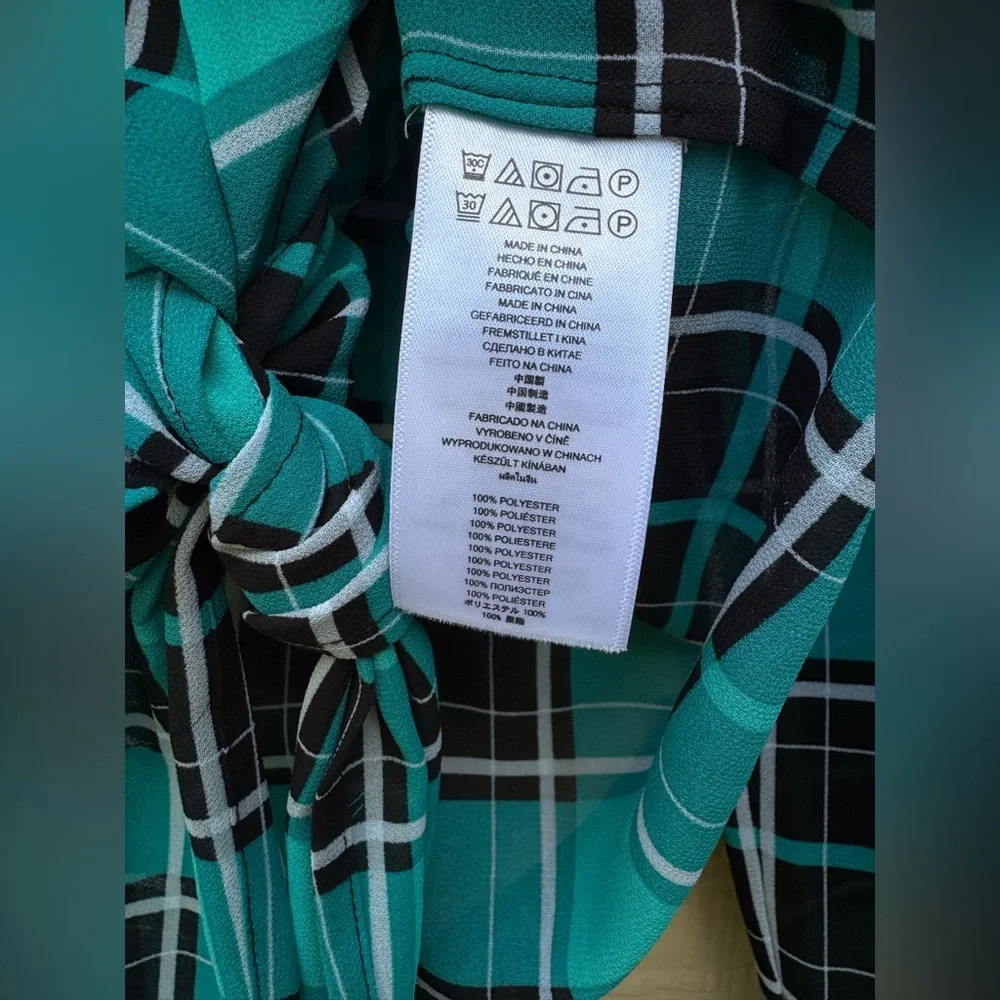 30C P
30 P
MADE IN CHINA
HECHO EN CHINA
FABRIQUÉ EN CHINE
FABBRICATO IN CINA
MADE IN CHINA
GEFABRICEERD IN CHINA
FREMSTILLET I KINA
СДЕЛАНО В КИТАЕ
FEITO NA CHINA
中国製
中国制造
中國製造
FABRICADO NA CHINA
VYROBENO V ČÍNĚ
WYPRODUKOWANO W CHINACH
KÉSZÜLT KÍNÁBAN
ผลิตในจีน
100% POLYESTER
100% POLIÉSTER
100% POLYESTER
100% POLIESTERE
100% POLYESTER
100% POLYESTER
100% POLYESTER
100% ПОЛИЭСТЕР
100% POLIÉSTER
ポリエステル 100%
100%